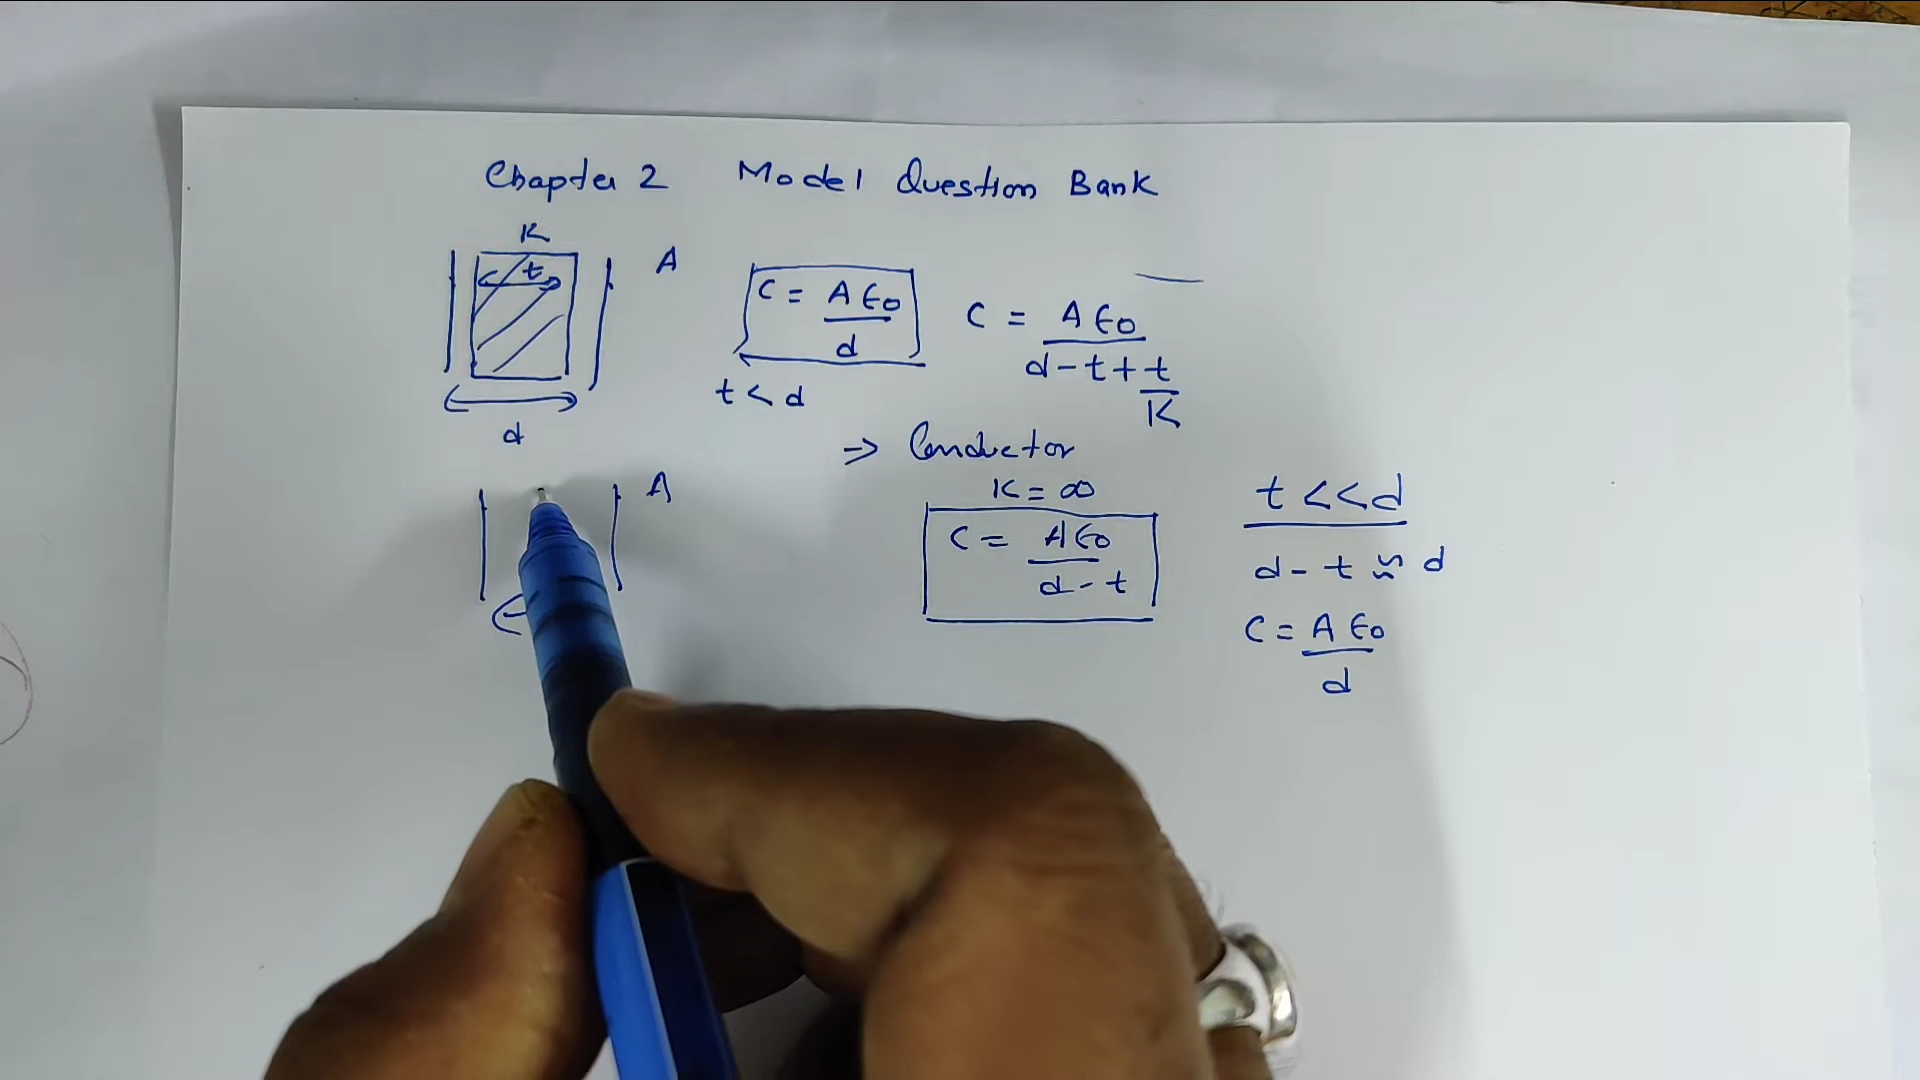 Chapter 2 Model Question Bank
K
t
A
d
C = Aϵ0/d
t < d
C = Aϵ0/(d-t+t/K)
⇒ Conductor
K = ∞
C = Aϵ0/(d-t)
t << d
d - t ≈ d
C = Aϵ0/d
A